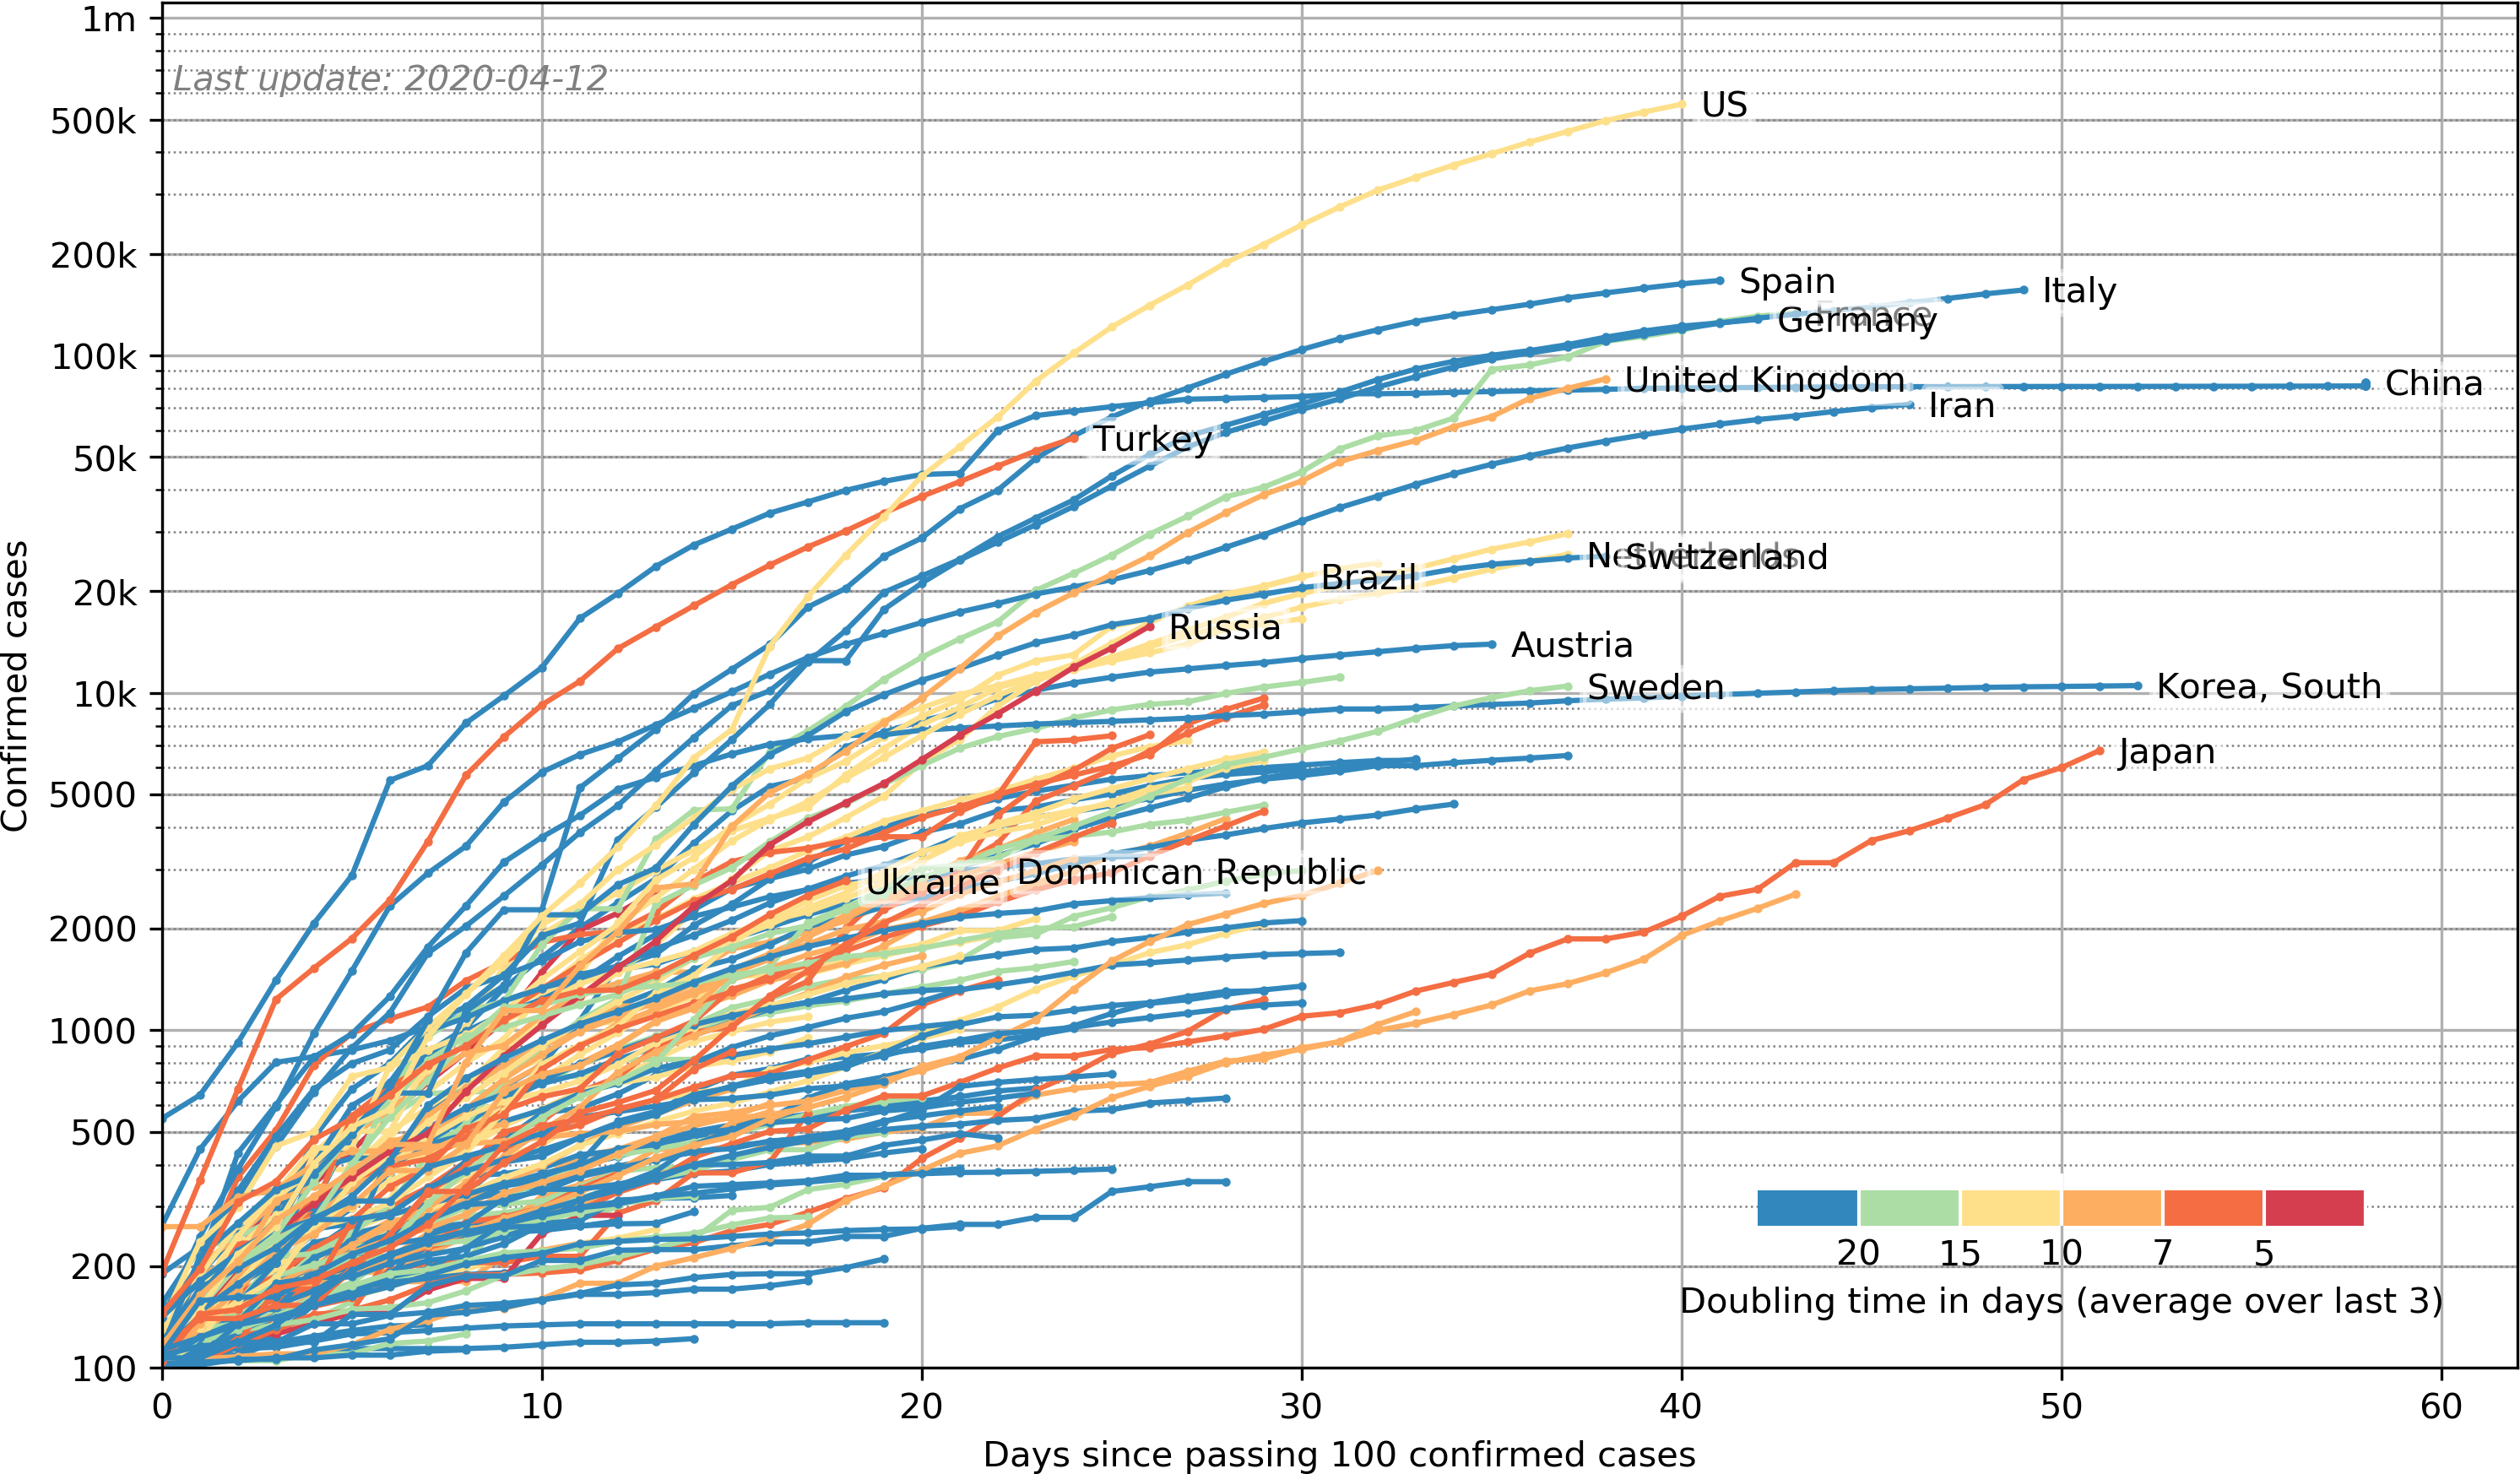 1m
Last update: 2020-04-12
500k
US
200k
Spain
Italy
France
Germany
100k
United Kingdom
China
Iran
Turkey
50k
Netherlands
Switzerland
Brazil
20k
Russia
Austria
Sweden
Korea, South
10k
Japan
5000
Dominican Republic
Ukraine
2000
1000
500
200
100
Confirmed cases
20 15 10 7 5
Doubling time in days (average over last 3)
0 10 20 30 40 50 60
Days since passing 100 confirmed cases